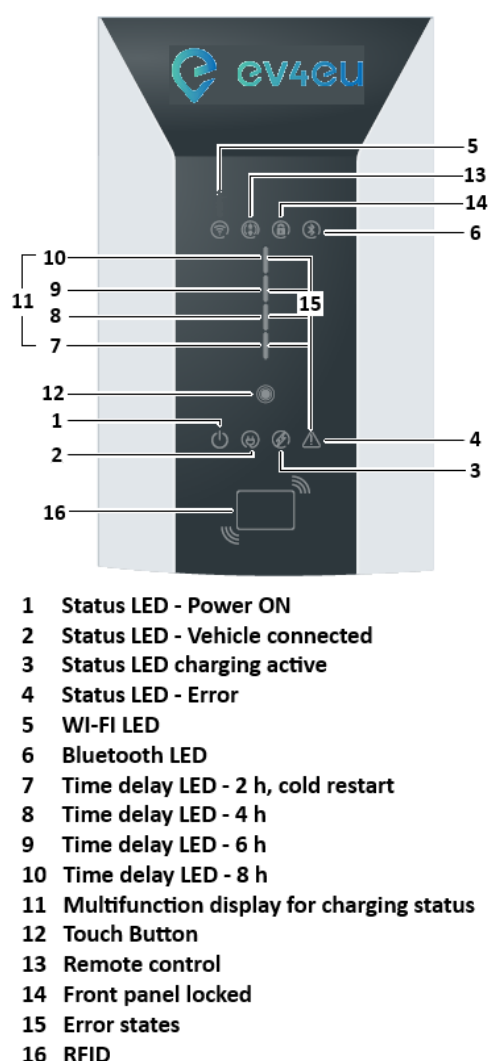 ev4eu
5
13
14
6
10
9
11
8
15
7
12
1
4
2
3
16
1 Status LED - Power ON
2 Status LED - Vehicle connected
3 Status LED charging active
4 Status LED - Error
5 WI-FI LED
6 Bluetooth LED
7 Time delay LED - 2 h, cold restart
8 Time delay LED - 4 h
9 Time delay LED - 6 h
10 Time delay LED - 8 h
11 Multifunction display for charging status
12 Touch Button
13 Remote control
14 Front panel locked
15 Error states
16 RFID